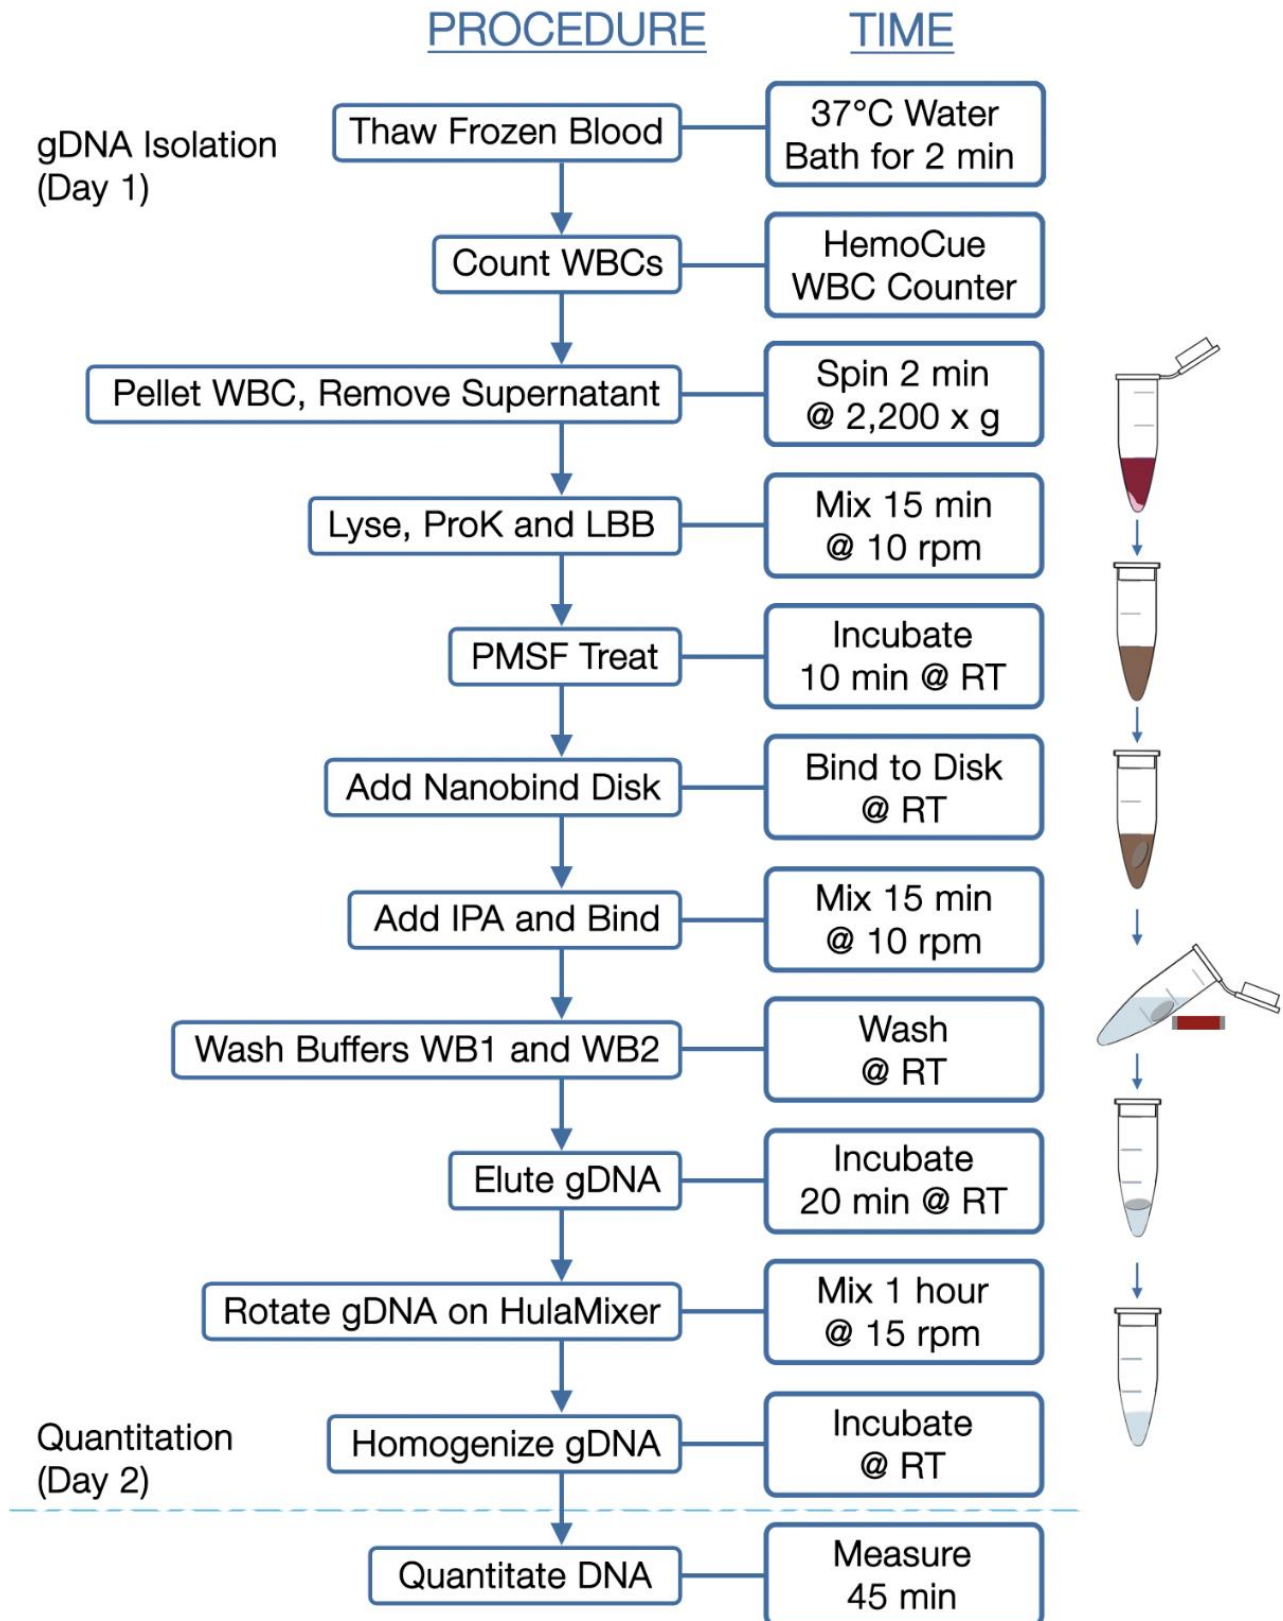 PROCEDURE
TIME
gDNA Isolation
(Day 1)
Thaw Frozen Blood
37°C Water
Bath for 2 min
Count WBCs
HemoCue
WBC Counter
Pellet WBC, Remove Supernatant
Spin 2 min
@ 2,200 x g
Lyse, ProK and LBB
Mix 15 min
@ 10 rpm
PMSF Treat
Incubate
10 min @ RT
Add Nanobind Disk
Bind to Disk
@ RT
Add IPA and Bind
Mix 15 min
@ 10 rpm
Wash Buffers WB1 and WB2
Wash
@ RT
Elute gDNA
Incubate
20 min @ RT
Rotate gDNA on HulaMixer
Mix 1 hour
@ 15 rpm
Quantitation
(Day 2)
Homogenize gDNA
Incubate
@ RT
Quantitate DNA
Measure
45 min